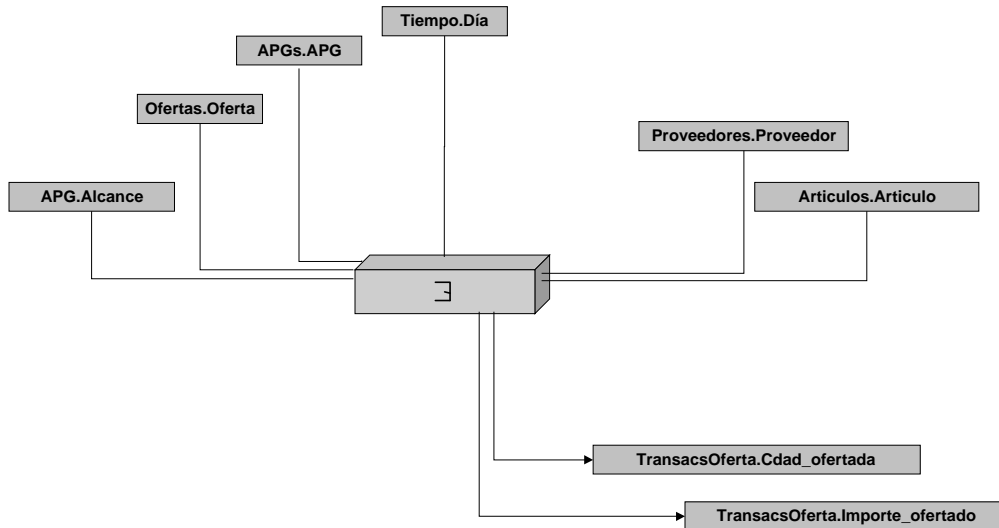 Tiempo.Día
APGs.APG
Ofertas.Oferta
Proveedores.Proveedor
APG.Alcance
Articulos.Articulo
∃
TransacsOferta.Cdad_ofertada
TransacsOferta.Importe_ofertado